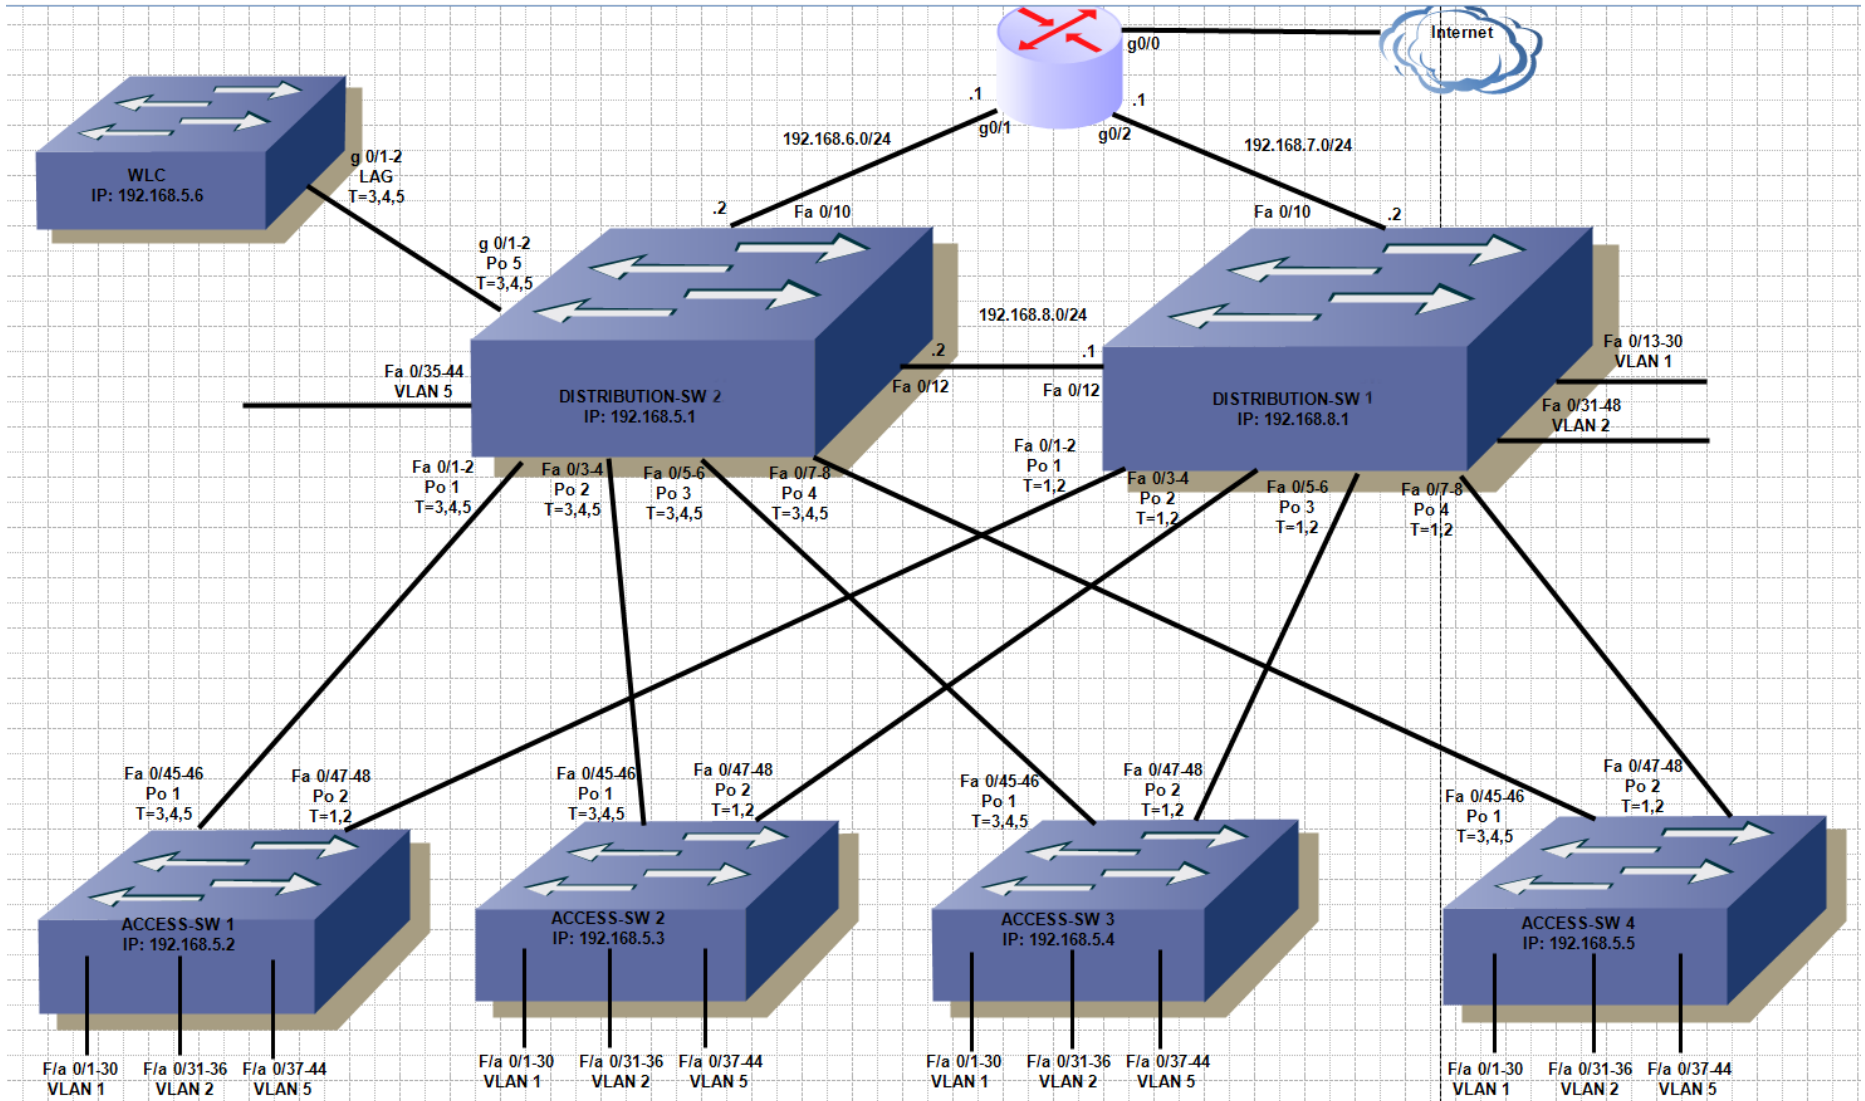 Internet
g0/0
.1
.1
g0/1
g0/2
192.168.6.0/24
192.168.7.0/24
g 0/1-2
LAG
T=3,4,5
WLC
IP: 192.168.5.6
.2
Fa 0/10
Fa 0/10
.2
g 0/1-2
Po 5
T=3,4,5
192.168.8.0/24
.2
.1
Fa 0/12
Fa 0/12
Fa 0/13-30
VLAN 1
Fa 0/35-44
VLAN 5
DISTRIBUTION-SW 2
IP: 192.168.5.1
DISTRIBUTION-SW 1
IP: 192.168.8.1
Fa 0/31-48
VLAN 2
Fa 0/1-2
Po 1
T=3,4,5
Fa 0/3-4
Po 2
T=3,4,5
Fa 0/5-6
Po 3
T=3,4,5
Fa 0/7-8
Po 4
T=3,4,5
Fa 0/1-2
Po 1
T=1,2
Fa 0/3-4
Po 2
T=1,2
Fa 0/5-6
Po 3
T=1,2
Fa 0/7-8
Po 4
T=1,2
Fa 0/45-46
Po 1
T=3,4,5
Fa 0/47-48
Po 2
T=1,2
Fa 0/45-46
Po 1
T=3,4,5
Fa 0/47-48
Po 2
T=1,2
Fa 0/45-46
Po 1
T=3,4,5
Fa 0/47-48
Po 2
T=1,2
Fa 0/45-46
Po 1
T=3,4,5
Fa 0/47-48
Po 2
T=1,2
ACCESS-SW 1
IP: 192.168.5.2
ACCESS-SW 2
IP: 192.168.5.3
ACCESS-SW 3
IP: 192.168.5.4
ACCESS-SW 4
IP: 192.168.5.5
F/a 0/1-30
VLAN 1
F/a 0/31-36
VLAN 2
F/a 0/37-44
VLAN 5
F/a 0/1-30
VLAN 1
F/a 0/31-36
VLAN 2
F/a 0/37-44
VLAN 5
F/a 0/1-30
VLAN 1
F/a 0/31-36
VLAN 2
F/a 0/37-44
VLAN 5
F/a 0/1-30
VLAN 1
F/a 0/31-36
VLAN 2
F/a 0/37-44
VLAN 5